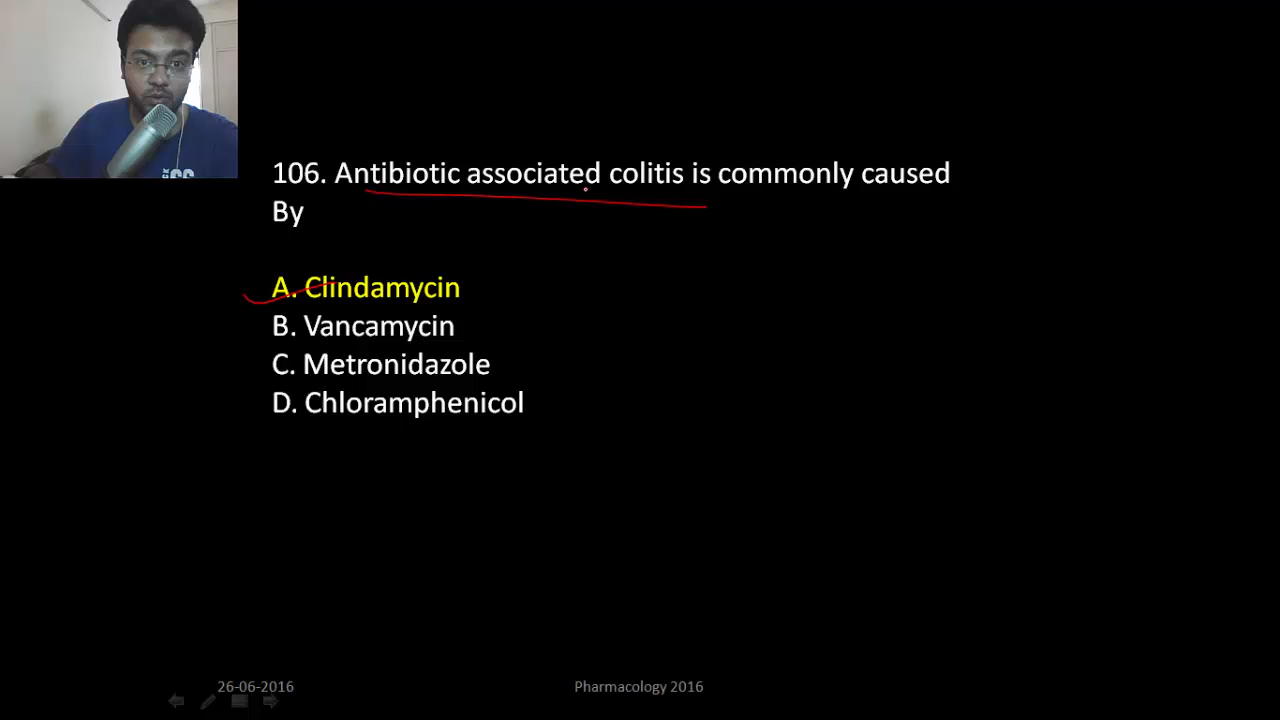 106. Antibiotic associated colitis is commonly caused
By
A. Clindamycin
B. Vancamycin
C. Metronidazole
D. Chloramphenicol
26-06-2016
Pharmacology 2016